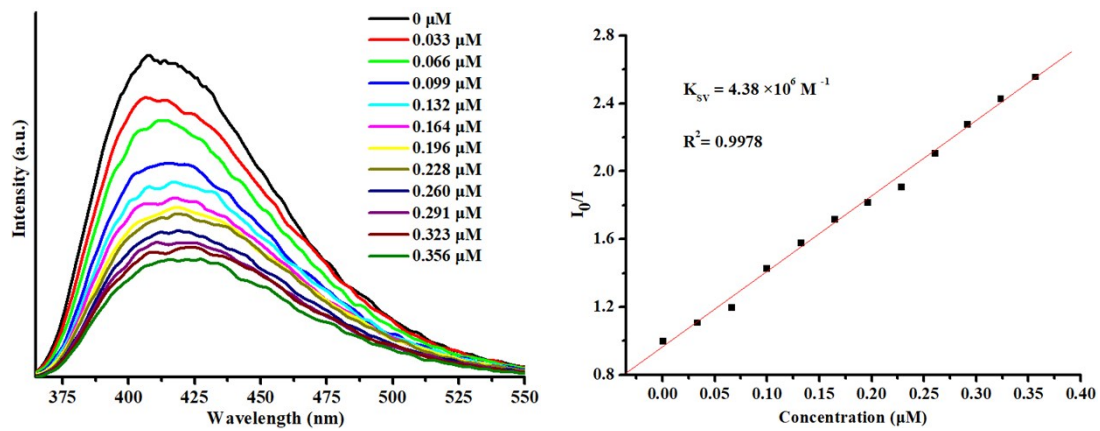 0 µM
0.033 µM
0.066 µM
0.099 µM
0.132 µM
0.164 µM
0.196 µM
0.228 µM
0.260 µM
0.291 µM
0.323 µM
0.356 µM
Intensity (a.u.)
375 400 425 450 475 500 525 550
Wavelength (nm)
2.8
2.4
2.0
1.6
1.2
0.8
I₀/I
K_SV = 4.38 ×10⁶ M⁻¹
R²= 0.9978
0.00 0.05 0.10 0.15 0.20 0.25 0.30 0.35 0.40
Concentration (µM)